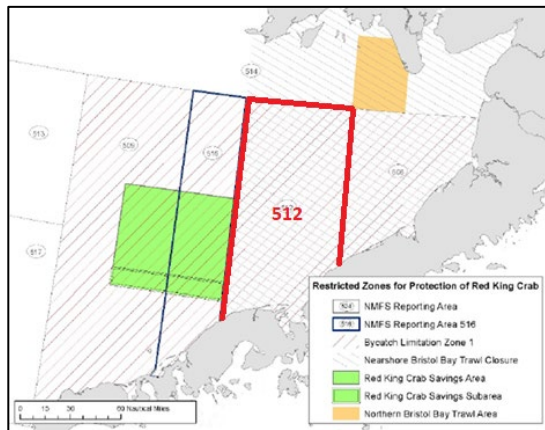 514
513
509
516
512
508
517
Restricted Zones for Protection of Red King Crab
NMFS Reporting Area
NMFS Reporting Area 516
Bycatch Limitation Zone 1
Nearshore Bristol Bay Trawl Closure
Red King Crab Savings Area
Red King Crab Savings Subarea
Northern Bristol Bay Trawl Area
0 15 30 60 Nautical Miles